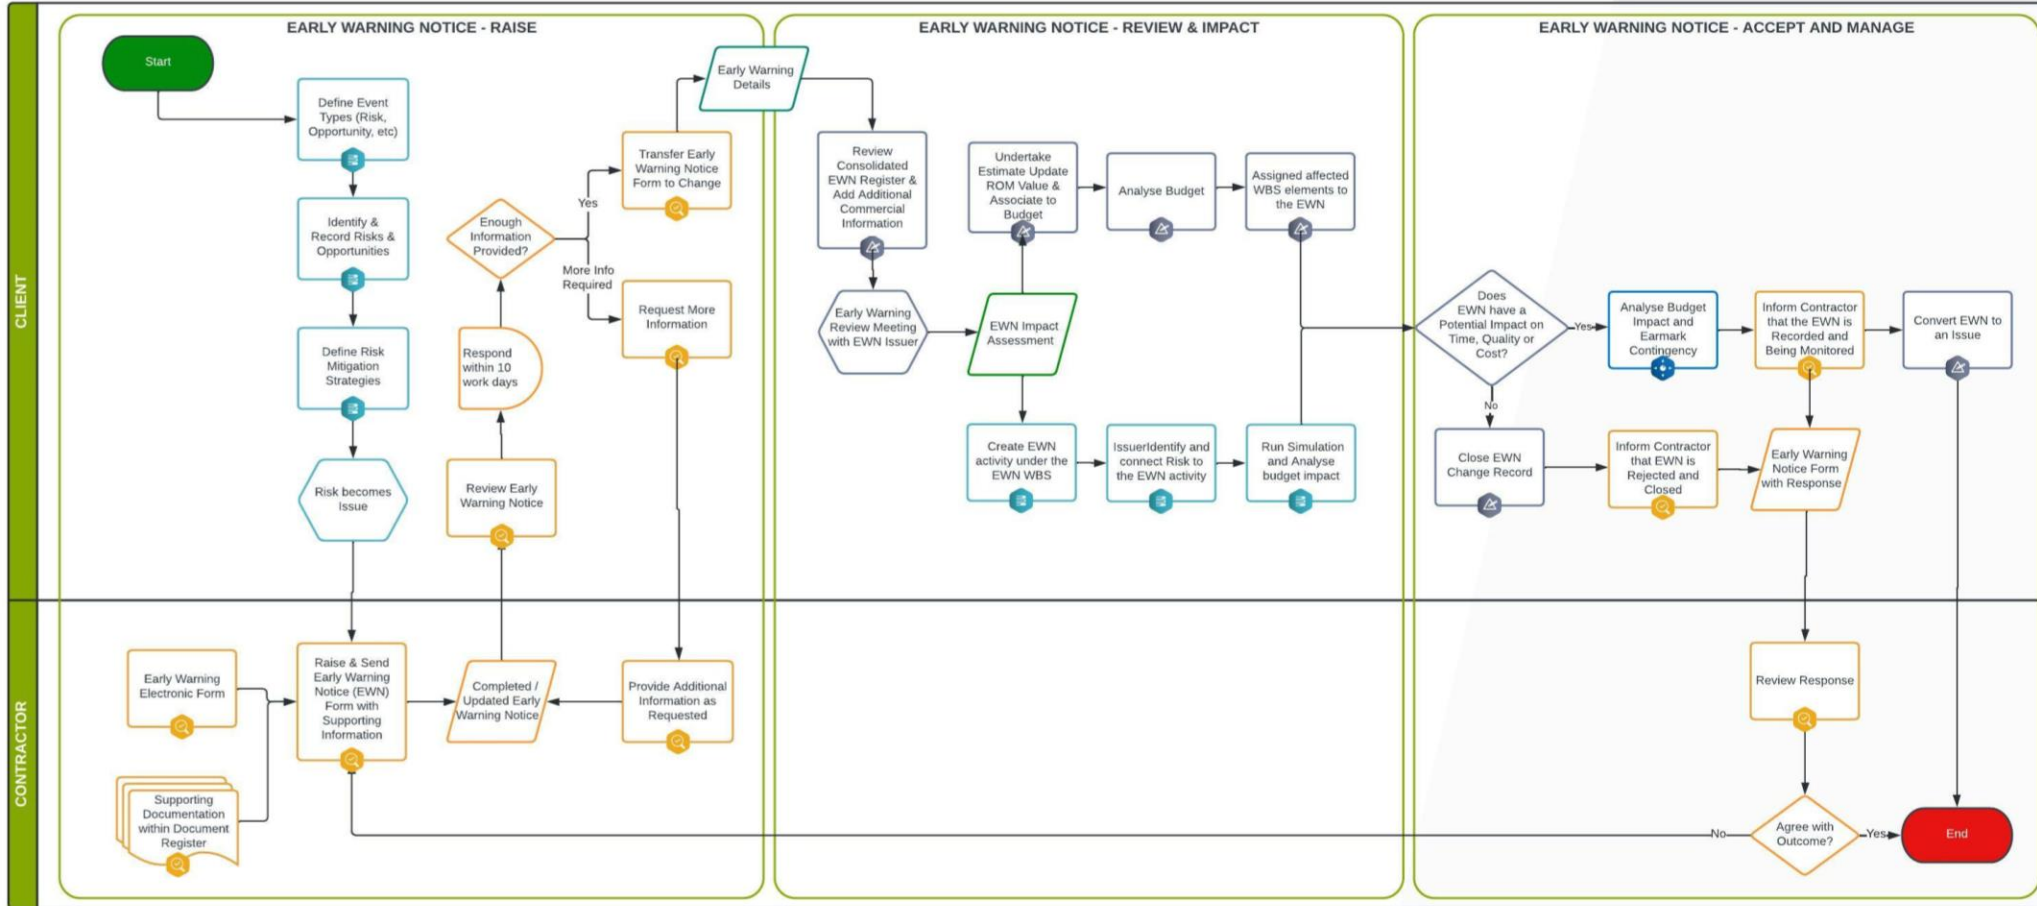 EARLY WARNING NOTICE - RAISE
EARLY WARNING NOTICE - REVIEW & IMPACT
EARLY WARNING NOTICE - ACCEPT AND MANAGE
CLIENT
CONTRACTOR
Start
Define Event
Types (Risk,
Opportunity, etc)
Identify &
Record Risks &
Opportunities
Define Risk
Mitigation
Strategies
Risk becomes
Issue
Early Warning
Electronic Form
Supporting
Documentation
within Document
Register
Raise & Send
Early Warning
Notice (EWN)
Form with
Supporting
Information
Completed /
Updated Early
Warning Notice
Review Early
Warning Notice
Respond
within 10
work days
Enough
Information
Provided?
Yes
More Info
Required
Transfer Early
Warning Notice
Form to Change
Request More
Information
Provide Additional
Information as
Requested
Early Warning
Details
Review
Consolidated
EWN Register &
Add Additional
Commercial
Information
Early Warning
Review Meeting
with EWN Issuer
EWN Impact
Assessment
Undertake
Estimate Update
ROM Value &
Associate to
Budget
Analyse Budget
Assigned affected
WBS elements to
the EWN
Create EWN
activity under the
EWN WBS
IssuerIdentify and
connect Risk to
the EWN activity
Run Simulation
and Analyse
budget impact
Does
EWN have a
Potential Impact on
Time, Quality or
Cost?
Yes
No
Analyse Budget
Impact and
Earmark
Contingency
Inform Contractor
that the EWN is
Recorded and
Being Monitored
Convert EWN to
an Issue
Close EWN
Change Record
Inform Contractor
that EWN is
Rejected and
Closed
Early Warning
Notice Form
with Response
Review Response
Agree with
Outcome?
No
Yes
End